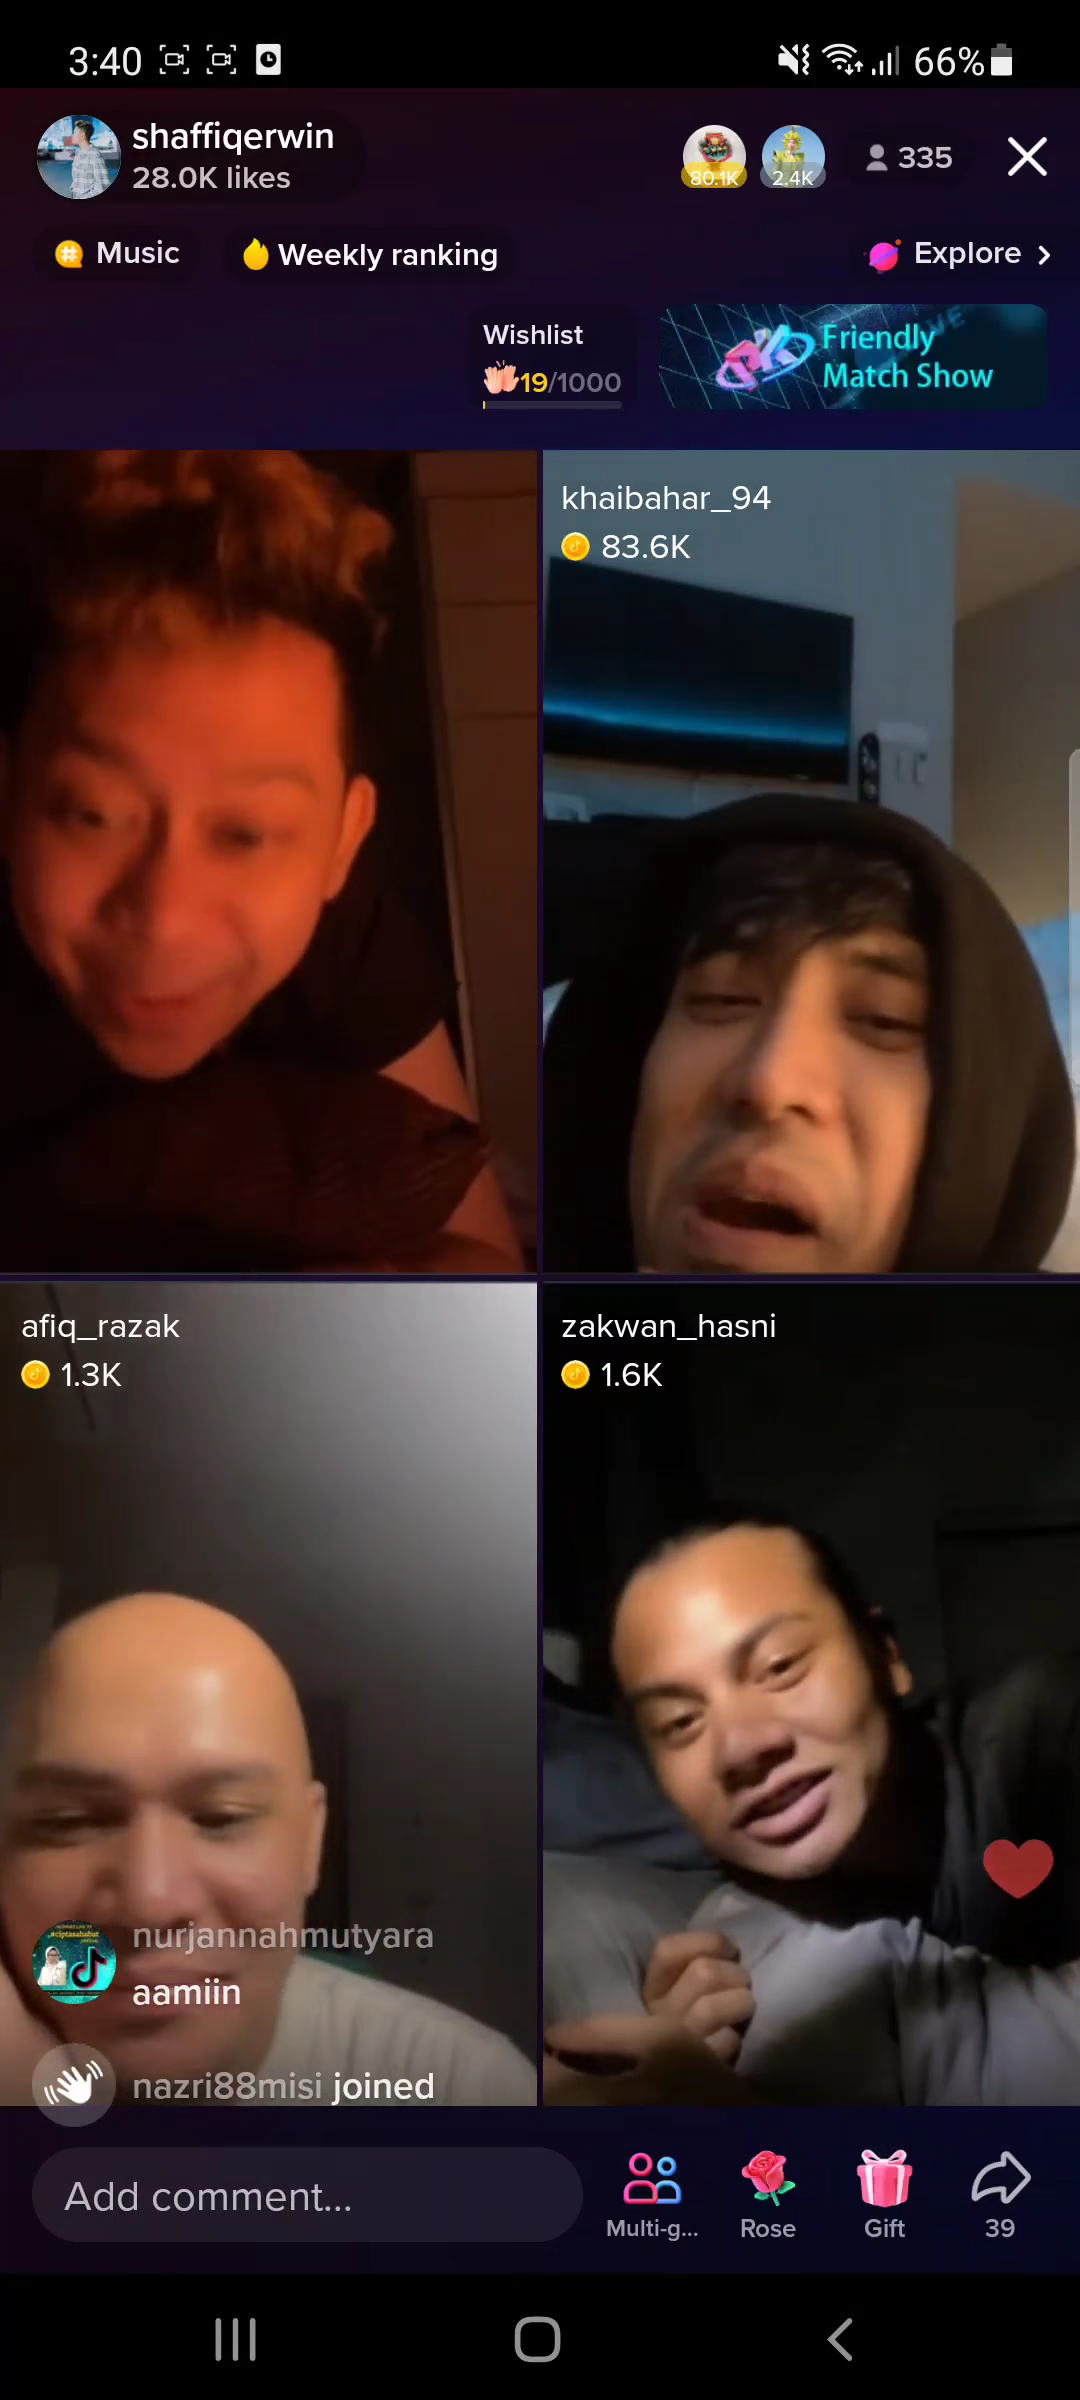 3:40
66%
shaffiqerwin
28.0K likes
80.1K
2.4K
335
Music
Weekly ranking
Explore
Wishlist
19/1000
Friendly
Match Show
khaibahar_94
83.6K
afiq_razak
1.3K
zakwan_hasni
1.6K
nurjannahmutyara
aamiin
nazri88misi joined
Add comment...
Multi-g...
Rose
Gift
39